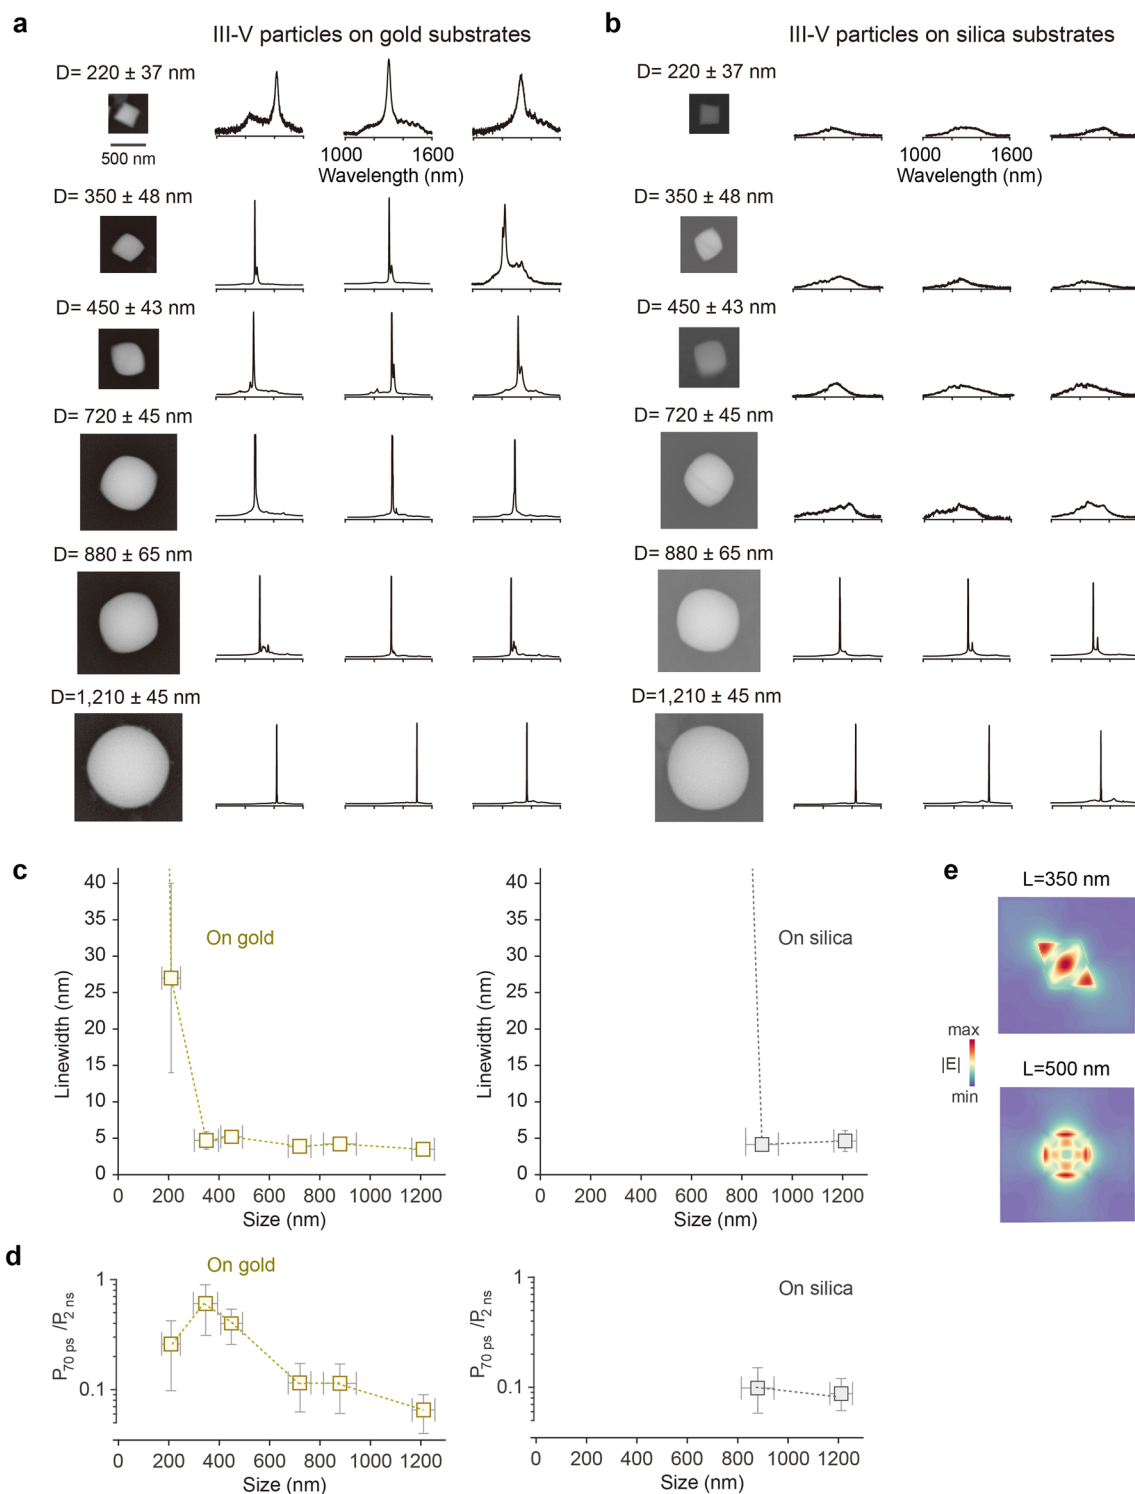 a
III-V particles on gold substrates
D= 220 ± 37 nm
500 nm
1000 1600
Wavelength (nm)
D= 350 ± 48 nm
D= 450 ± 43 nm
D= 720 ± 45 nm
D= 880 ± 65 nm
D=1,210 ± 45 nm
b
III-V particles on silica substrates
D= 220 ± 37 nm
1000 1600
Wavelength (nm)
D= 350 ± 48 nm
D= 450 ± 43 nm
D= 720 ± 45 nm
D= 880 ± 65 nm
D=1,210 ± 45 nm
c
40
35
30
25
20
15
10
5
0
Linewidth (nm)
On gold
0 200 400 600 800 1000 1200
Size (nm)
40
35
30
25
20
15
10
5
0
Linewidth (nm)
On silica
0 200 400 600 800 1000 1200
Size (nm)
e
L=350 nm
max
|E|
min
L=500 nm
d
On gold
1
0.1
P70 ps /P2 ns
0 200 400 600 800 1000 1200
Size (nm)
On silica
1
0.1
P70 ps /P2 ns
0 200 400 600 800 1000 1200
Size (nm)